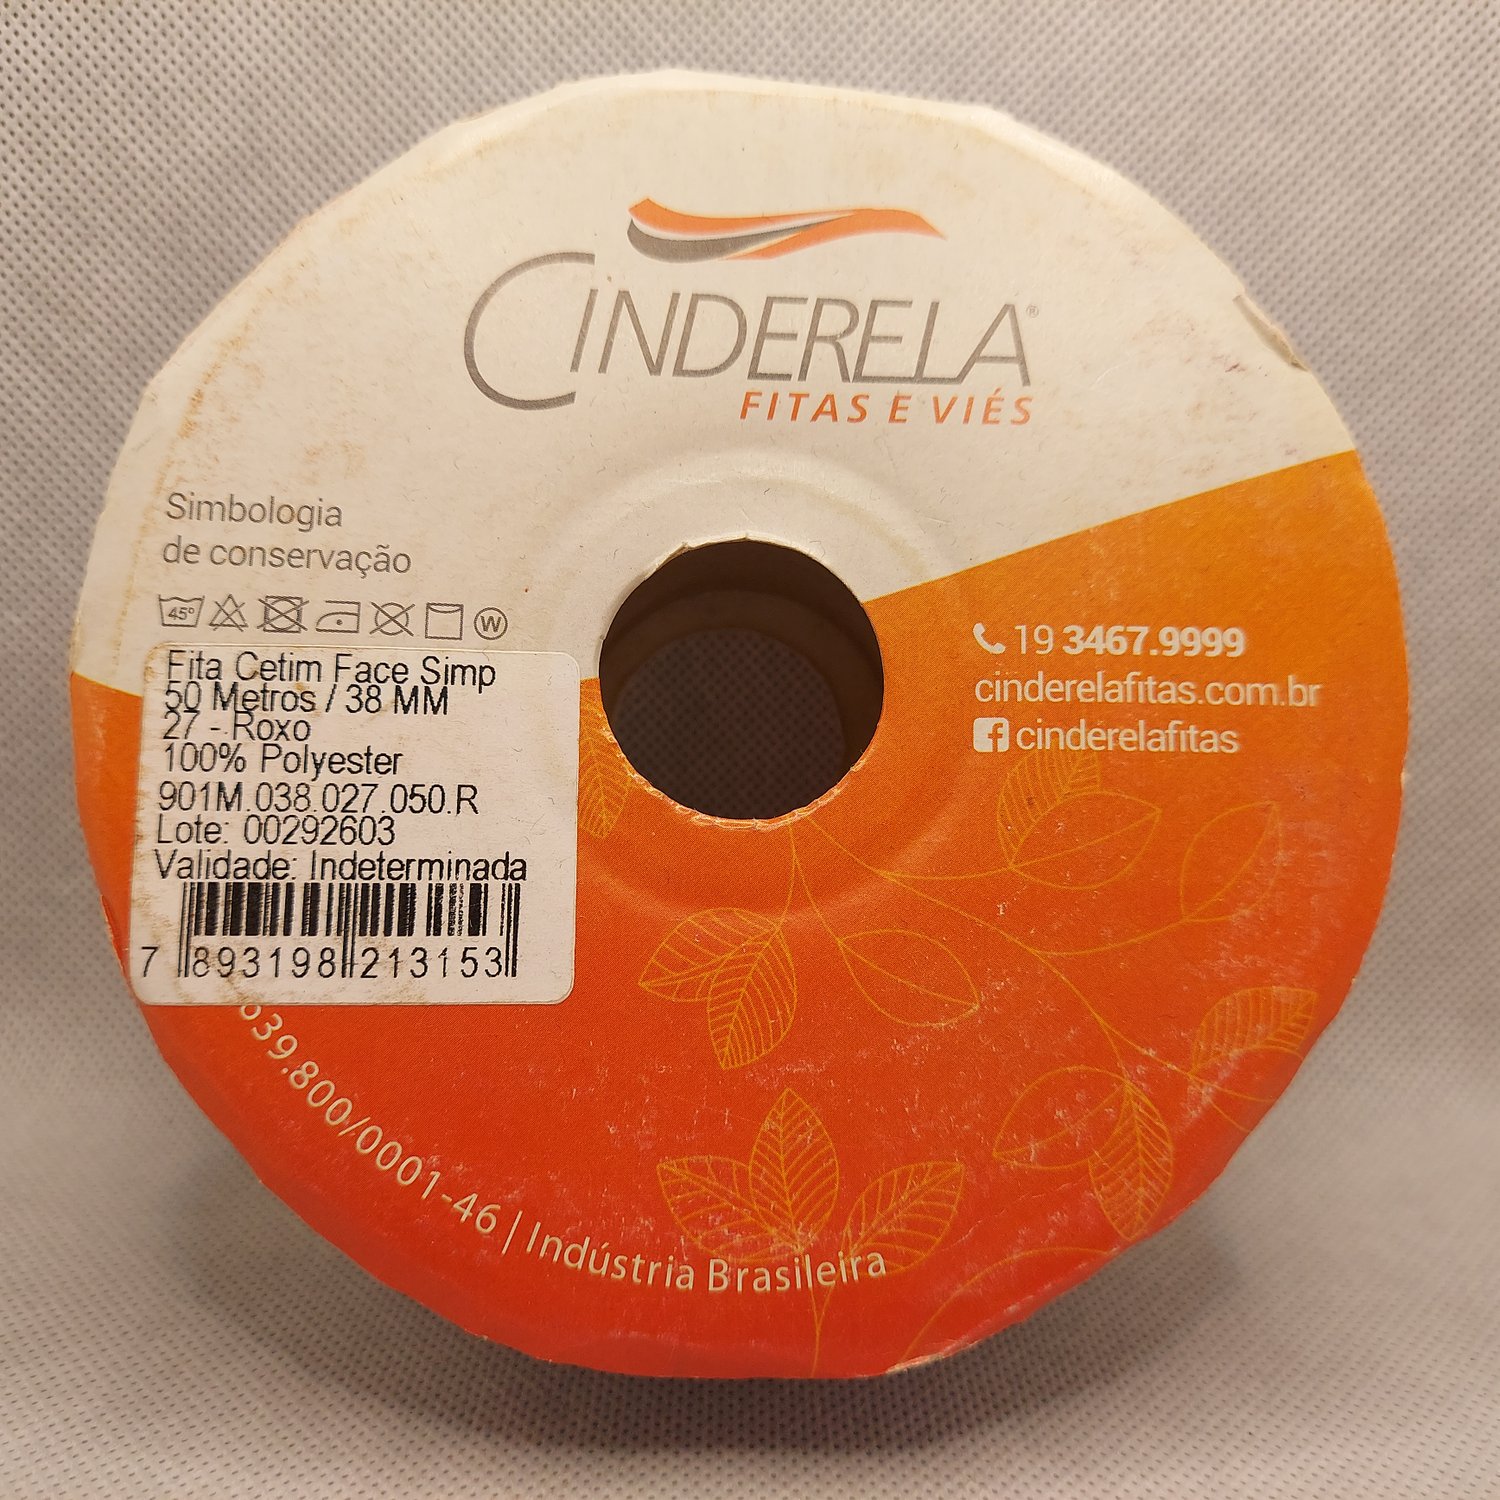 CINDERELA®
FITAS E VIÉS
Simbologia
de conservação
45° W
Fita Cetim Face Simp
50 Metros / 38 MM
27 - Roxo
100% Polyester
901M.038.027.050.R
Lote: 00292603
Validade: Indeterminada
7 893198 213153
19 3467.9999
cinderelafitas.com.br
cinderelafitas
639.800/0001-46 | Indústria Brasileira